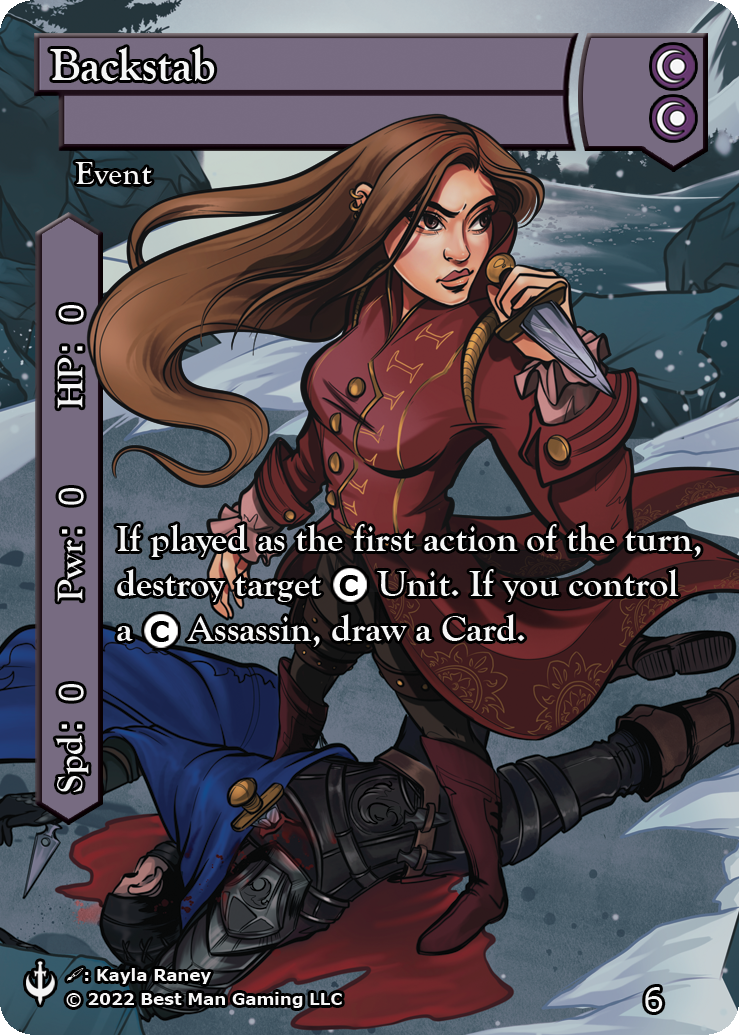 Backstab
Event
HP: 0
Pwr: 0
Spd: 0
If played as the first action of the turn,
destroy target C Unit. If you control
a C Assassin, draw a Card.
: Kayla Raney
© 2022 Best Man Gaming LLC
6